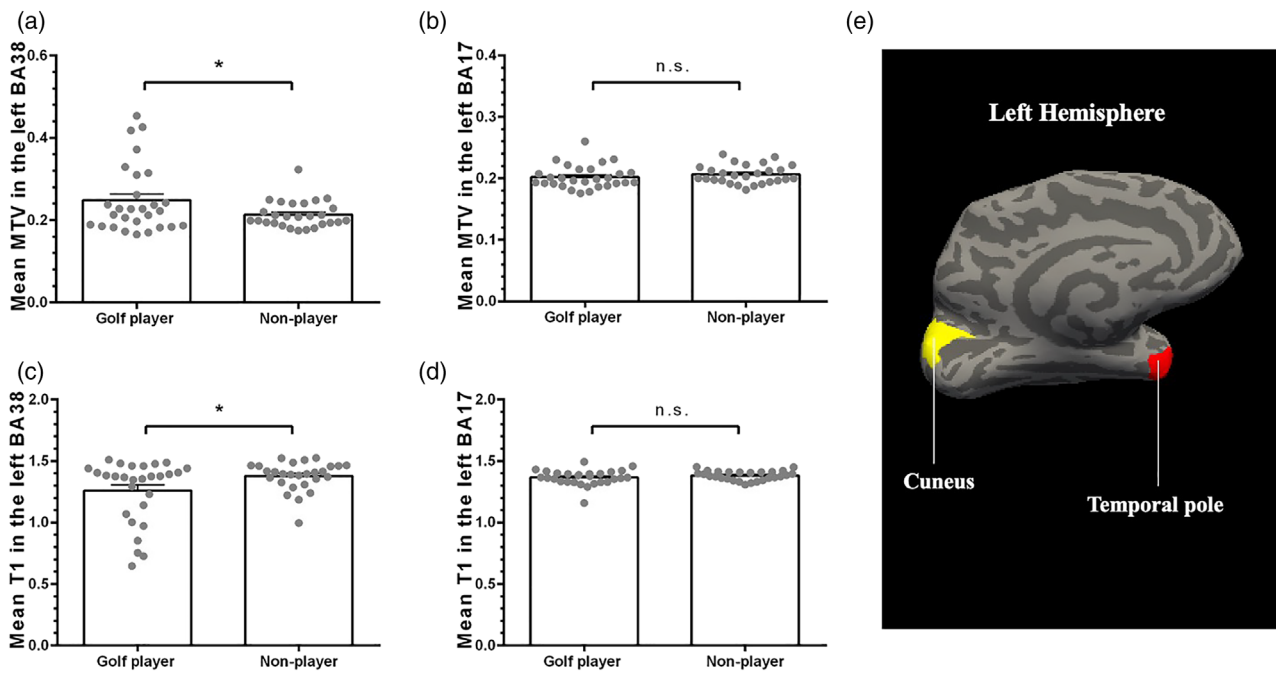 (a)
Mean MTV in the left BA38
0.6
0.4
0.2
0.0
*
Golf player
Non-player
(b)
Mean MTV in the left BA17
0.4
0.3
0.2
0.1
0.0
n.s.
Golf player
Non-player
(c)
Mean T1 in the left BA38
2.0
1.5
1.0
0.5
0.0
*
Golf player
Non-player
(d)
Mean T1 in the left BA17
2.0
1.5
1.0
0.5
0.0
n.s.
Golf player
Non-player
(e)
Left Hemisphere
Cuneus
Temporal pole